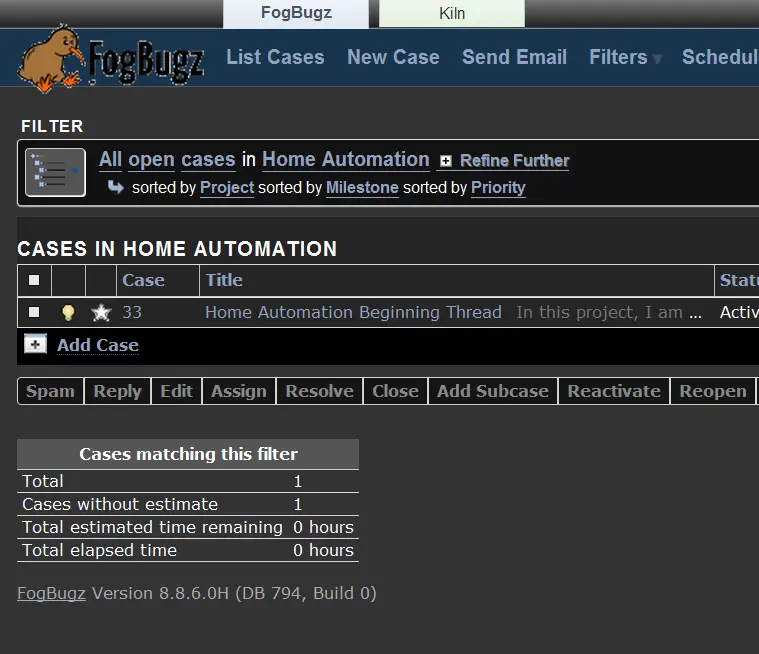 FogBugz Kiln
FogBugz List Cases New Case Send Email Filters Schedul
FILTER
All open cases in Home Automation Refine Further
sorted by Project sorted by Milestone sorted by Priority
CASES IN HOME AUTOMATION
Case Title Statu
33 Home Automation Beginning Thread In this project, I am ... Activ
Add Case
Spam Reply Edit Assign Resolve Close Add Subcase Reactivate Reopen
Cases matching this filter
Total 1
Cases without estimate 1
Total estimated time remaining 0 hours
Total elapsed time 0 hours
FogBugz Version 8.8.6.0H (DB 794, Build 0)